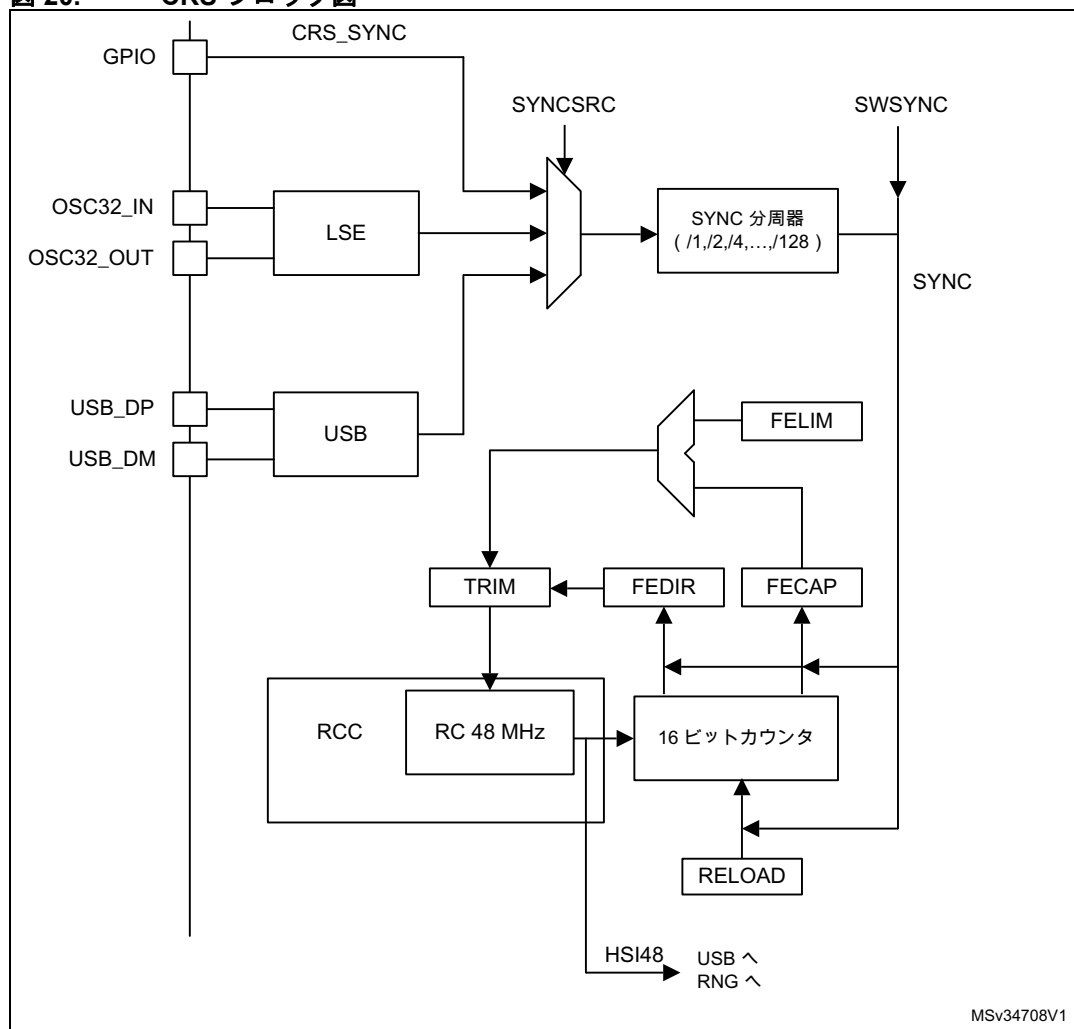 図 26. CRS ブロック図
CRS_SYNC
GPIO
SYNCSRC
SWSYNC
OSC32_IN
LSE
SYNC 分周器
( /1,/2,/4,…,/128 )
OSC32_OUT
SYNC
USB_DP
USB
FELIM
USB_DM
TRIM
FEDIR
FECAP
RCC
RC 48 MHz
16 ビットカウンタ
RELOAD
HSI48
USB へ
RNG へ
MSv34708V1